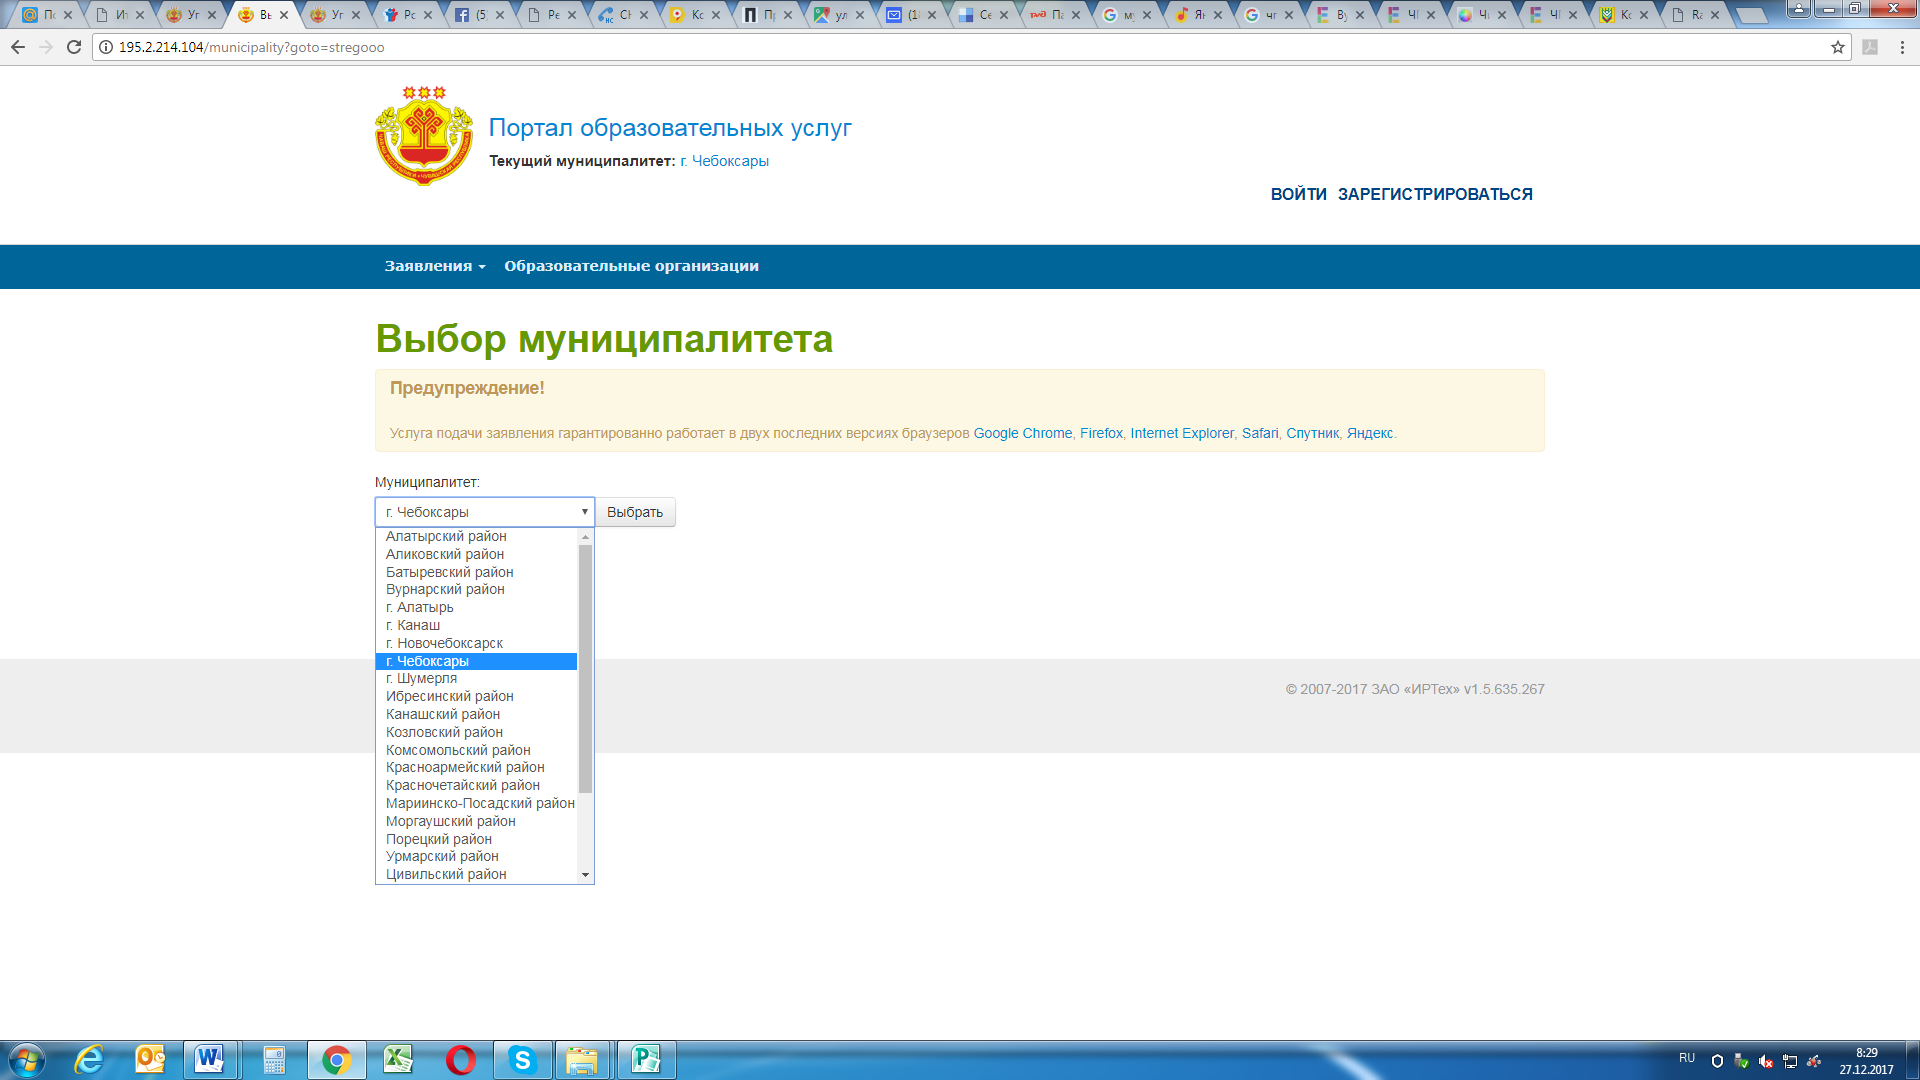 195.2.214.104/municipality?goto=stregooo
Портал образовательных услуг
Текущий муниципалитет: г. Чебоксары
ВОЙТИ ЗАРЕГИСТРИРОВАТЬСЯ
Заявления Образовательные организации
Выбор муниципалитета
Предупреждение!
Услуга подачи заявления гарантированно работает в двух последних версиях браузеров Google Chrome, Firefox, Internet Explorer, Safari, Спутник, Яндекс.
Муниципалитет:
г. Чебоксары Выбрать
Алатырский район
Аликовский район
Батыревский район
Вурнарский район
г. Алатырь
г. Канаш
г. Новочебоксарск
г. Чебоксары
г. Шумерля
Ибресинский район
Канашский район
Козловский район
Комсомольский район
Красноармейский район
Красночетайский район
Мариинско-Посадский район
Моргаушский район
Порецкий район
Урмарский район
Цивильский район
© 2007-2017 ЗАО «ИРТех» v1.5.635.267
RU
8:29
27.12.2017